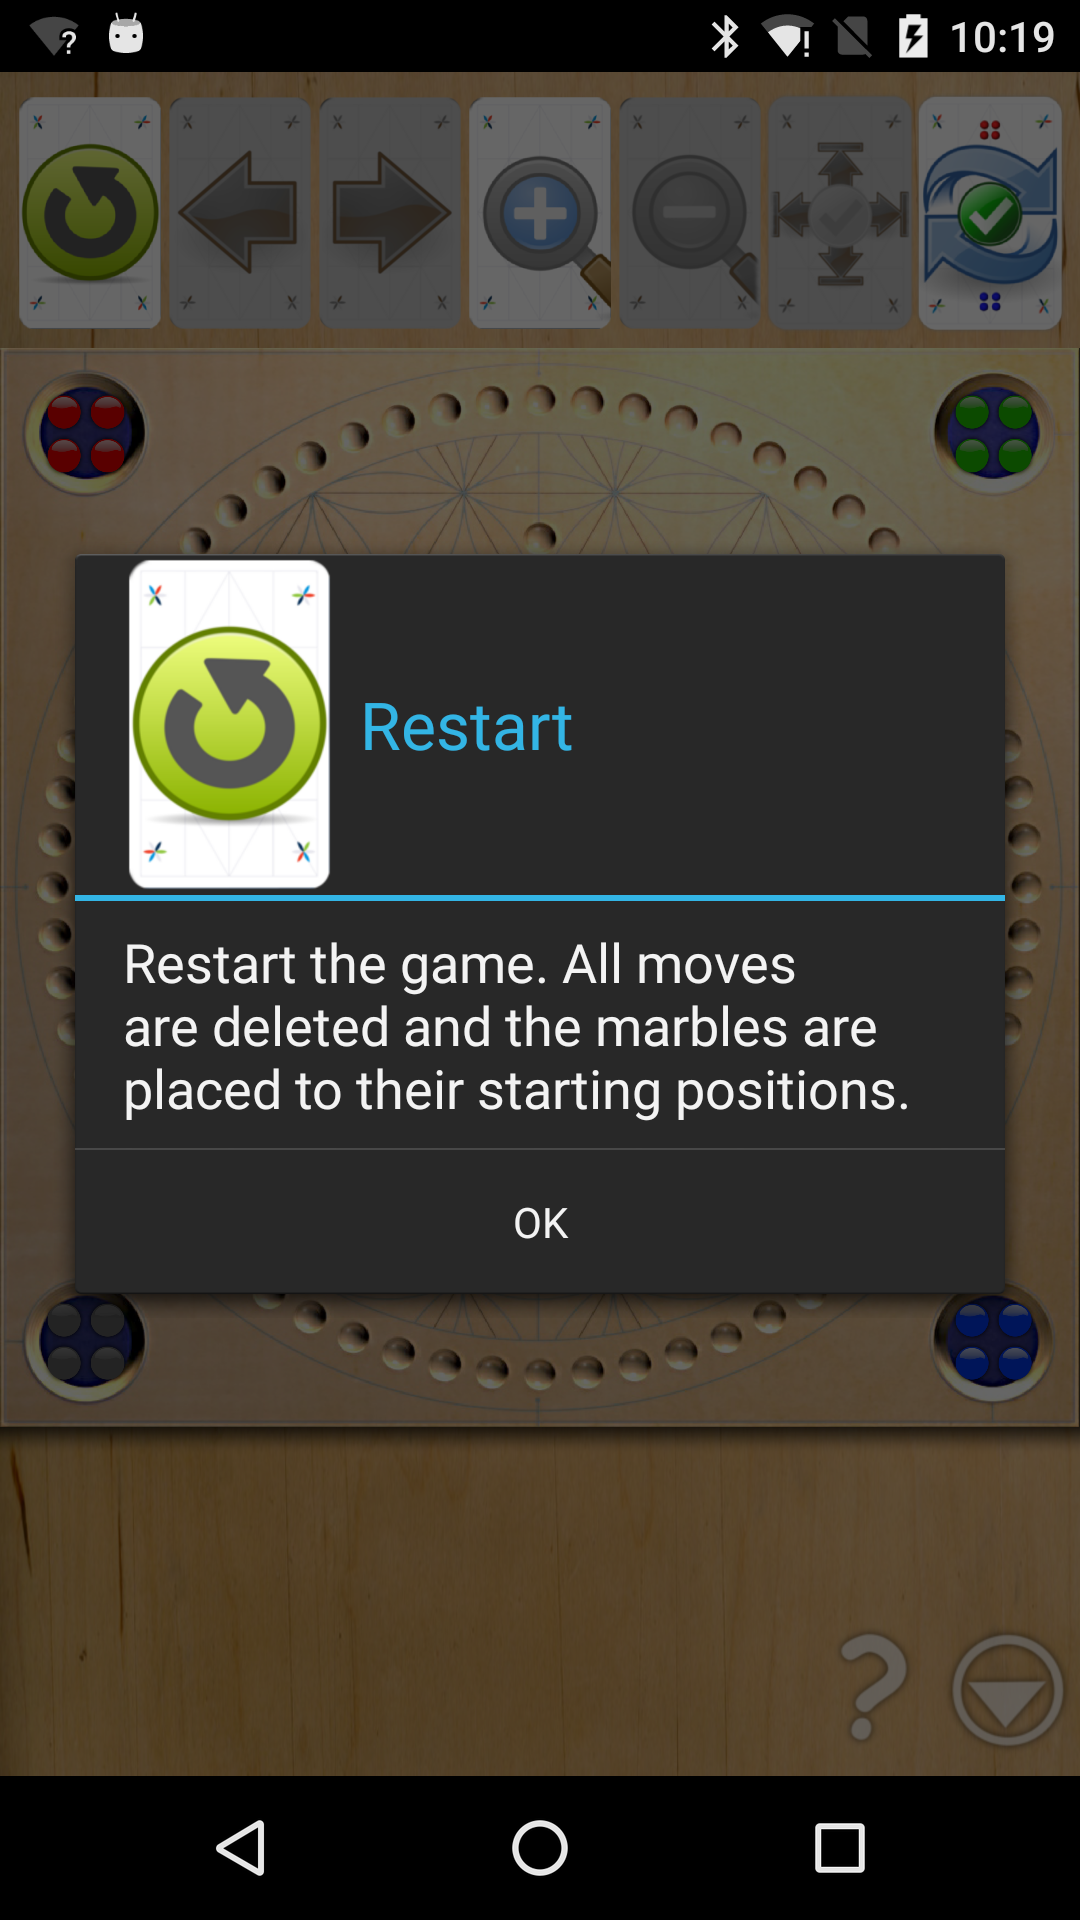 10:19
Restart
Restart the game. All moves
are deleted and the marbles are
placed to their starting positions.
OK